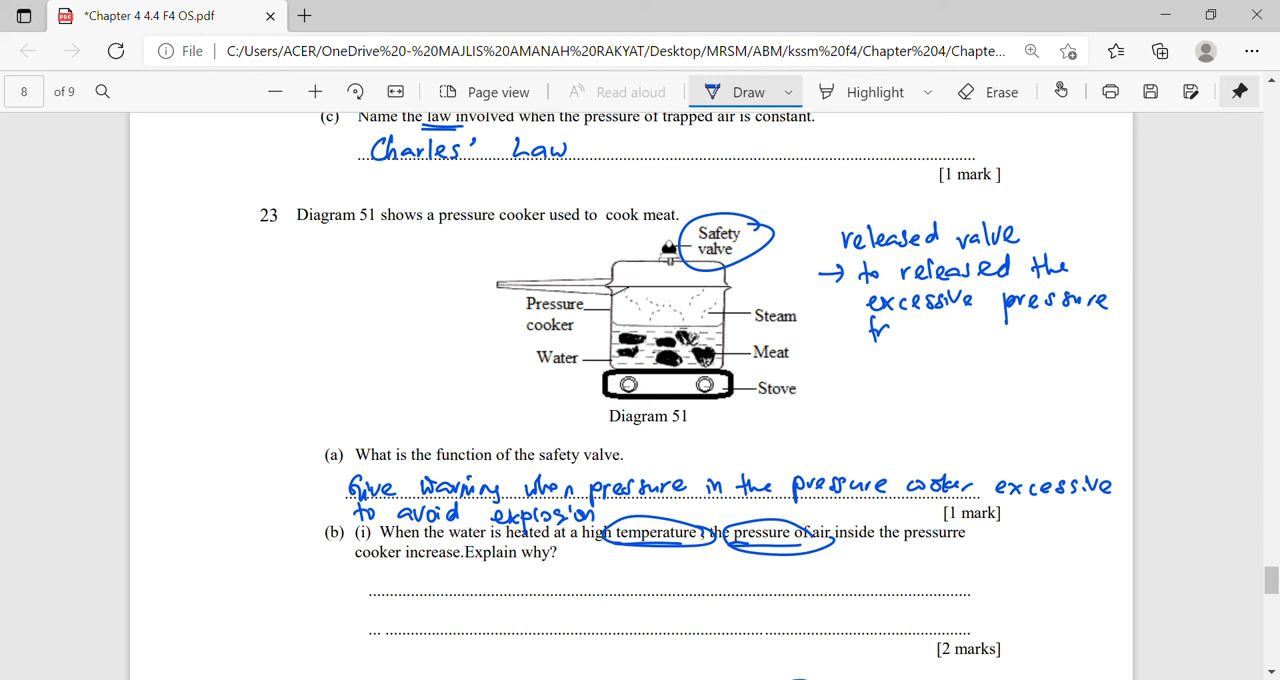 *Chapter 4 4.4 F4 OS.pdf
File
C:/Users/ACER/OneDrive%20-%20MAJLIS%20AMANAH%20RAKYAT/Desktop/MRSM/ABM/kssm%20f4/Chapter%204/Chapte...
8 of 9
Page view
Read aloud
Draw
Highlight
Erase
(c) Name the law involved when the pressure of trapped air is constant.
Charles' Law
[1 mark ]
23 Diagram 51 shows a pressure cooker used to cook meat.
Safety
valve
Pressure
cooker
Water
Steam
Meat
Stove
Diagram 51
released valve
→ to released the
excessive pressure
fr
(a) What is the function of the safety valve.
Give warning when pressure in the pressure cooker excessive
to avoid explosion
[1 mark]
(b) (i) When the water is heated at a high temperature , the pressure of air inside the pressurre
cooker increase.Explain why?
[2 marks]